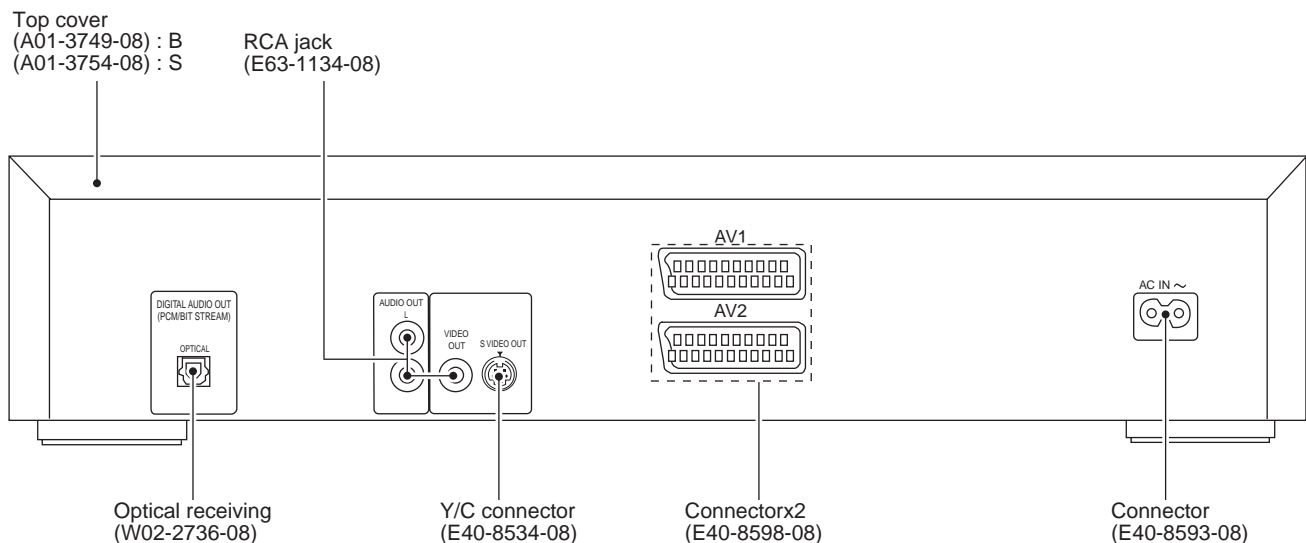 Top cover
(A01-3749-08) : B
(A01-3754-08) : S
RCA jack
(E63-1134-08)
AV1
AV2
AC IN ~
DIGITAL AUDIO OUT
(PCM/BIT STREAM)
OPTICAL
AUDIO OUT
L
VIDEO
OUT
S VIDEO OUT
Optical receiving
(W02-2736-08)
Y/C connector
(E40-8534-08)
Connectorx2
(E40-8598-08)
Connector
(E40-8593-08)